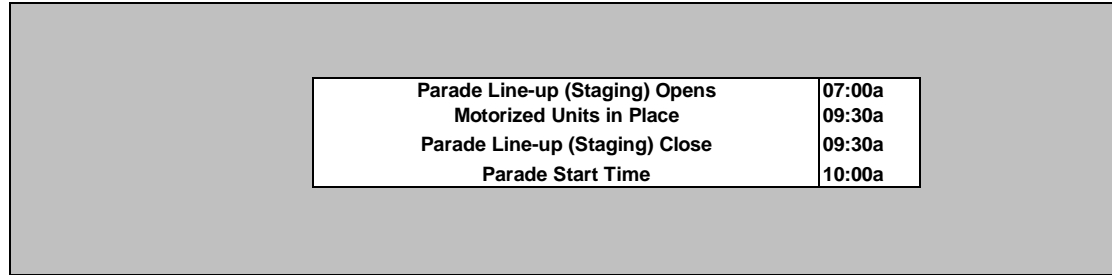 Parade Line-up (Staging) Opens 07:00a
Motorized Units in Place 09:30a
Parade Line-up (Staging) Close 09:30a
Parade Start Time 10:00a